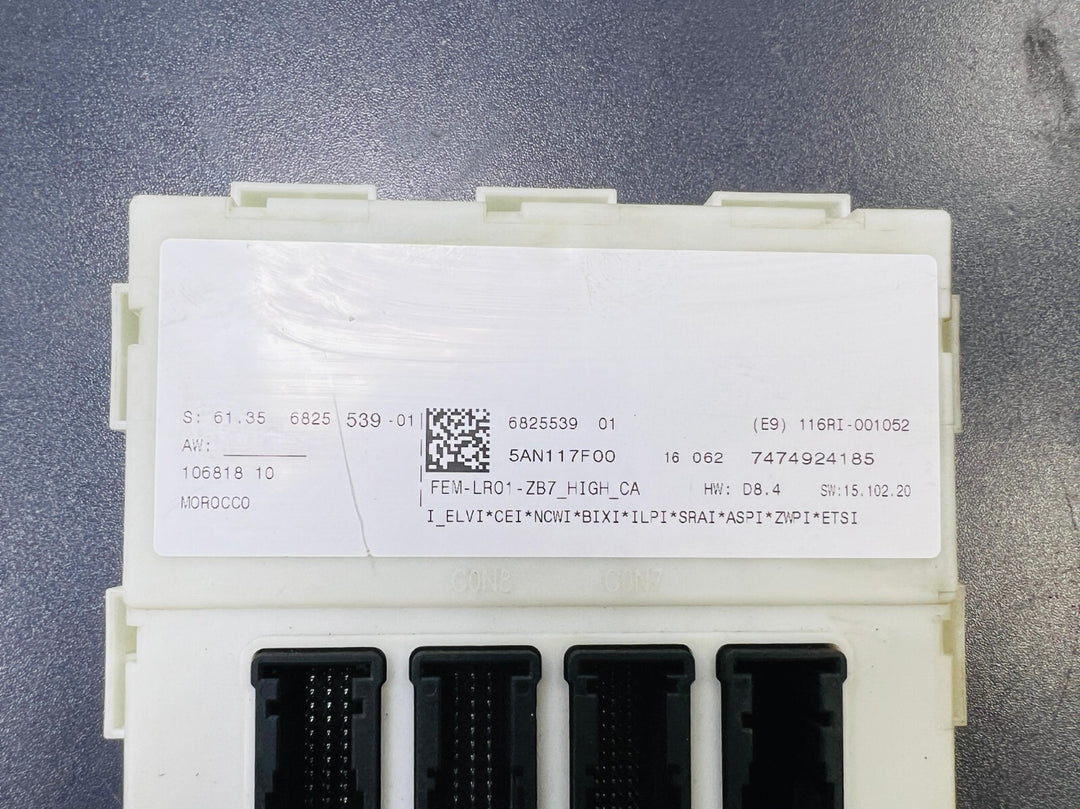 S: 61.35 6825 539-01
AW:
106818 10
MOROCCO
6825539 01
(E9) 116RI-001052
5AN117F00
16 062
7474924185
FEM-LR01-ZB7_HIGH_CA
HW: D8.4
SW:15.102.20
I_ELVI*CEI*NCWI*BIXI*ILPI*SRAI*ASPI*ZWPI*ETSI
CON8
CON7